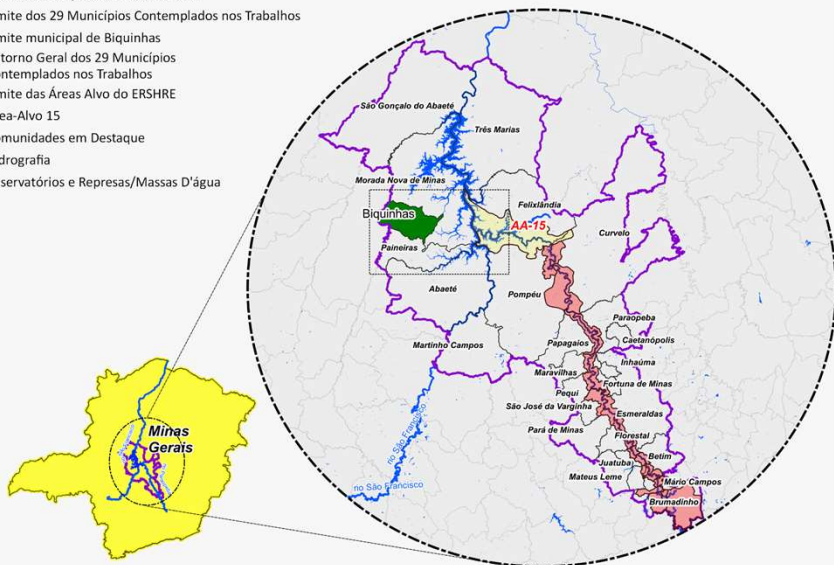 mite dos 29 Municípios Contemplados nos Trabalhos
mite municipal de Biquinhas
torno Geral dos 29 Municípios
ontemplados nos Trabalhos
mite das Áreas Alvo do ERSHRE
ea-Alvo 15
omunidades em Destaque
drografia
servatórios e Represas/Massas D'água
São Gonçalo do Abaeté
Três Marias
Morada Nova de Minas
Felixlândia
Biquinhas
AA-15
Curvelo
Paineiras
Abaeté
Pompéu
Paraopeba
Martinho Campos
Papagaios
Caetanópolis
Inhaúma
Maravilhas
Fortuna de Minas
Pequi
São José da Varginha
Esmeraldas
Pará de Minas
Florestal
Betim
Juatuba
Mateus Leme
Mário Campos
Brumadinho
rio São Francisco
rio São Francisco
Minas
Gerais